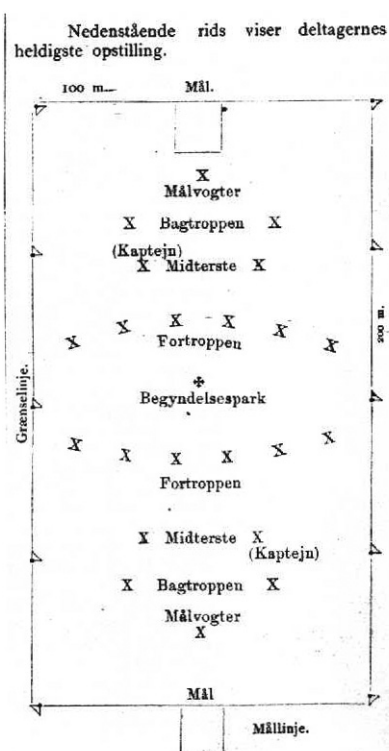 Nedenstående rids viser deltagernes
heldigste opstilling.
100 m.
Mål.
X
Målvogter
X Bagtroppen X
(Kaptejn)
X Midterste X
X X X X X X
Fortroppen
200 m.
Grænselinje.
Begyndelsespark
X X X X X X
Fortroppen
X Midterste X
(Kaptejn)
X Bagtroppen X
Målvogter
X
Mål
Mållinje.